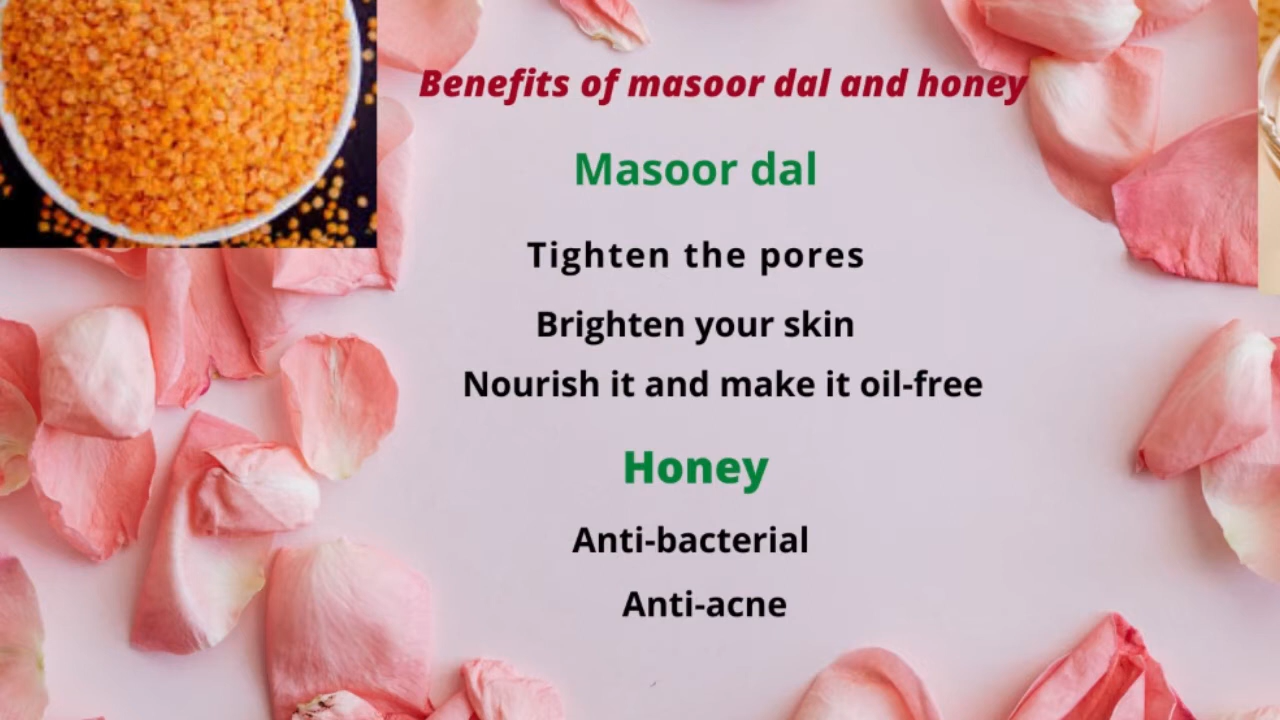 Benefits of masoor dal and honey
Masoor dal
Tighten the pores
Brighten your skin
Nourish it and make it oil-free
Honey
Anti-bacterial
Anti-acne